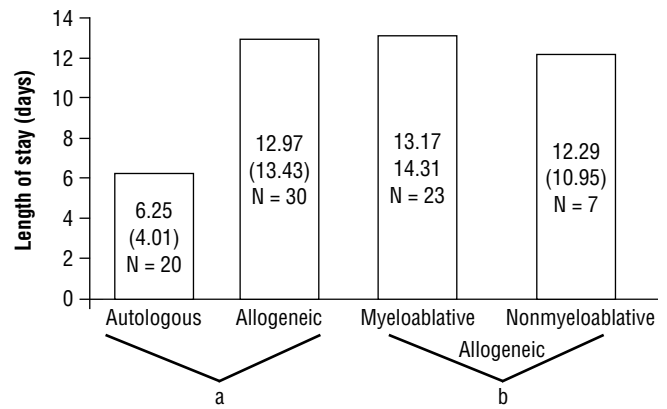 Length of stay (days)
14
12
10
8
6
4
2
0
6.25
(4.01)
N = 20
12.97
(13.43)
N = 30
13.17
14.31
N = 23
12.29
(10.95)
N = 7
Autologous
Allogeneic
Myeloablative
Nonmyeloablative
Allogeneic
a
b